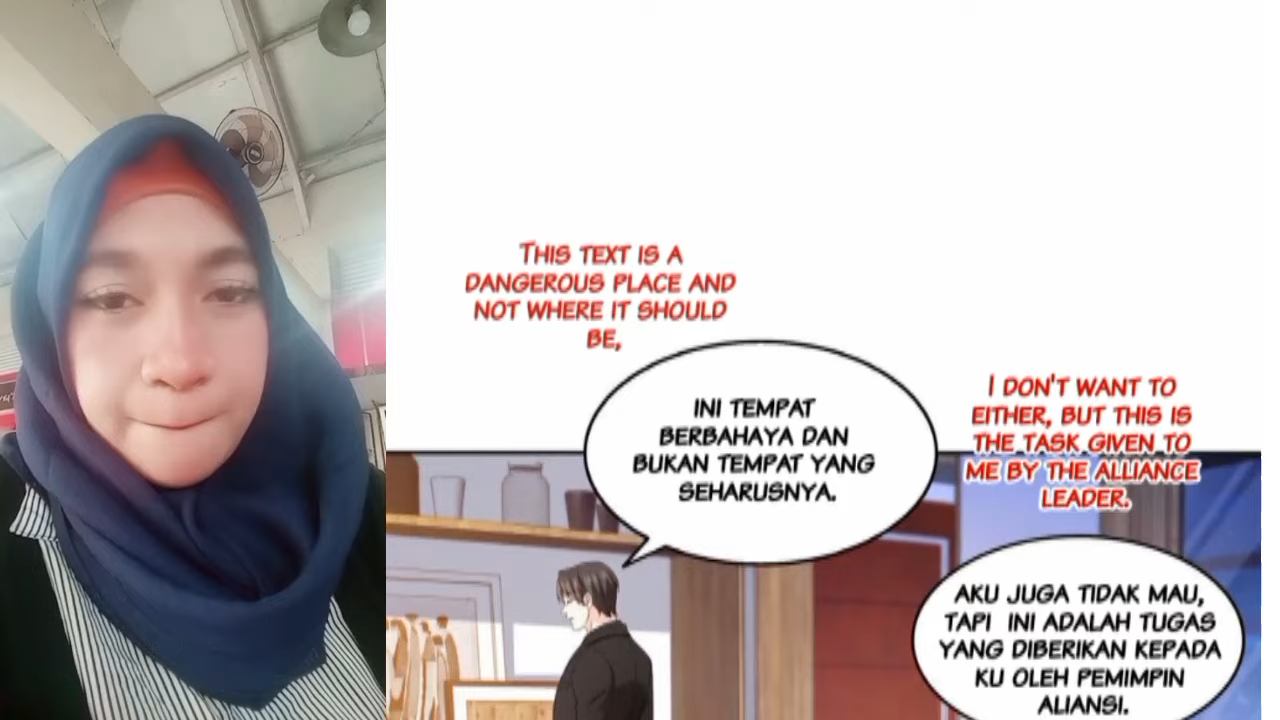 THIS TEXT IS A
DANGEROUS PLACE AND
NOT WHERE IT SHOULD
BE,
INI TEMPAT
BERBAHAYA DAN
BUKAN TEMPAT YANG
SEHARUSNYA.
I DON'T WANT TO
EITHER, BUT THIS IS
THE TASK GIVEN TO
ME BY THE ALLIANCE
LEADER.
AKU JUGA TIDAK MAU,
TAPI INI ADALAH TUGAS
YANG DIBERIKAN KEPADA
KU OLEH PEMIMPIN
ALIANSI.